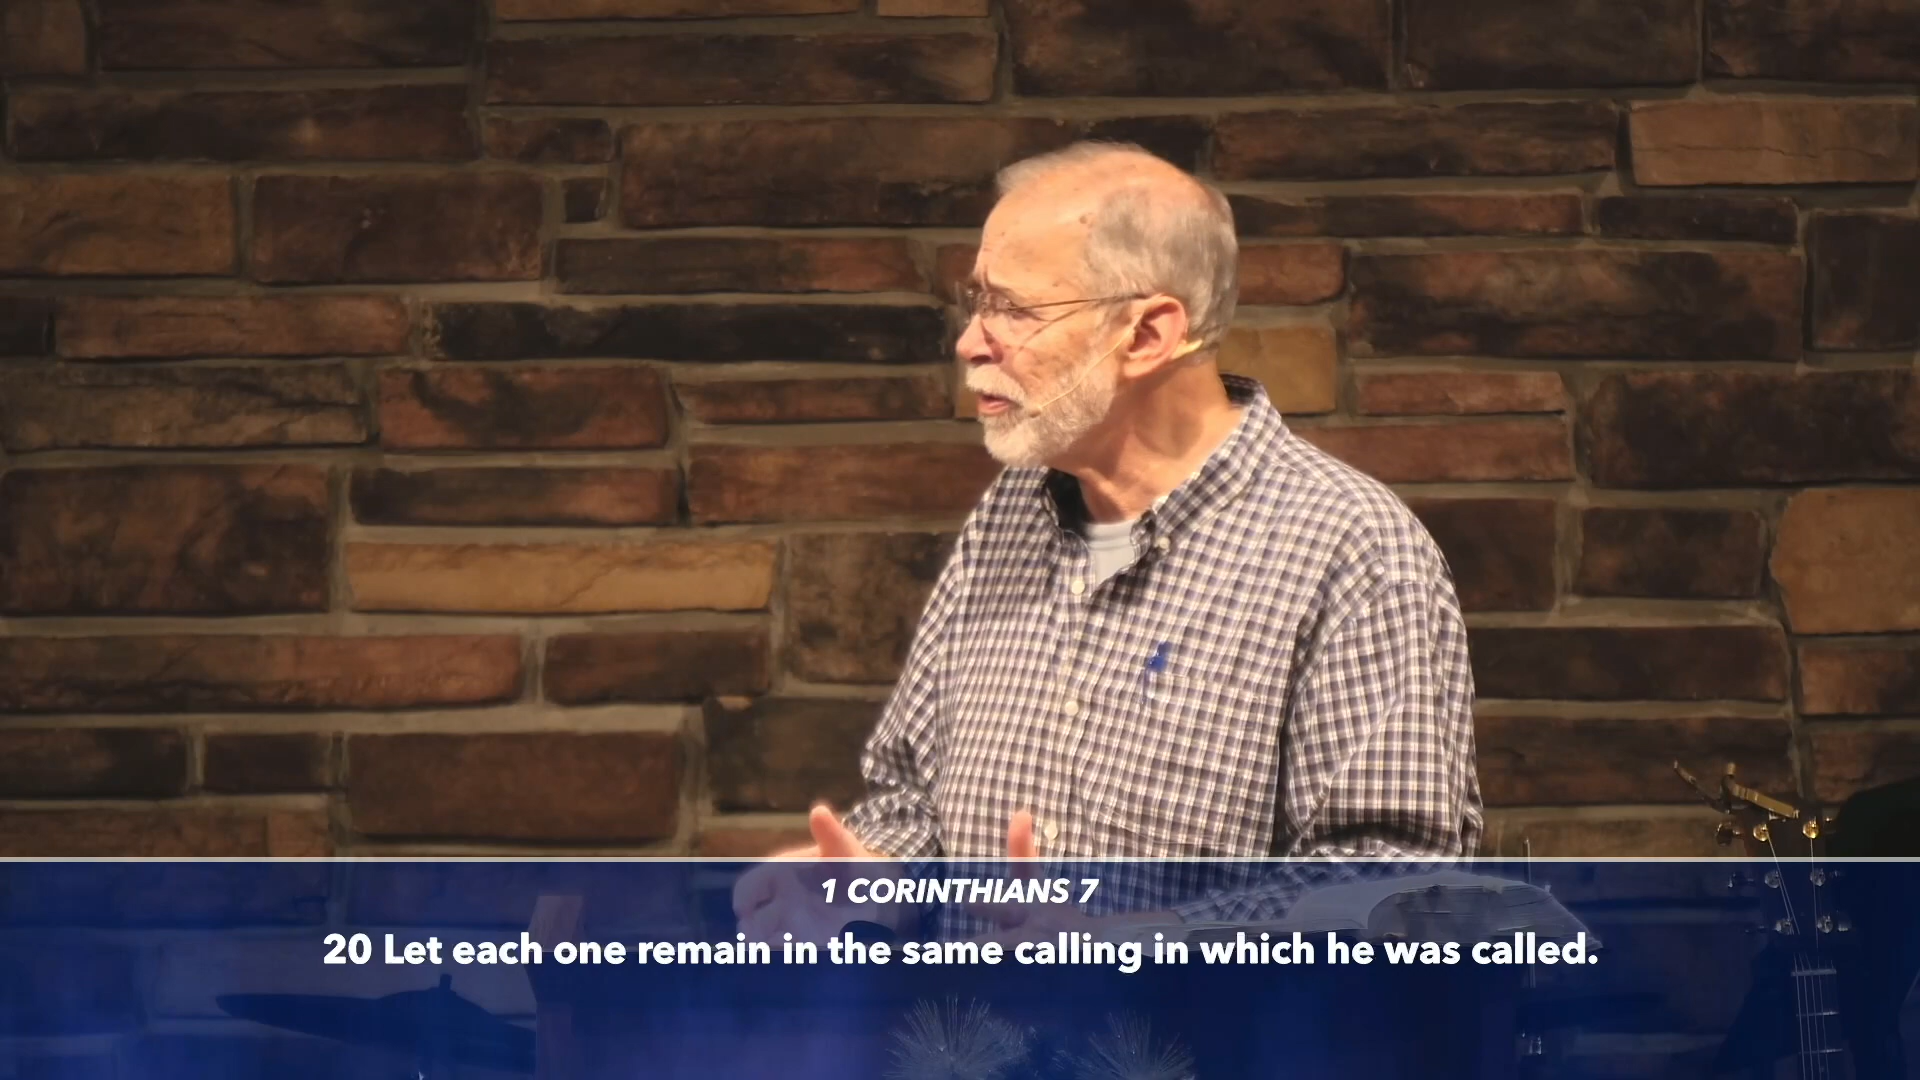 1 CORINTHIANS 7
20 Let each one remain in the same calling in which he was called.